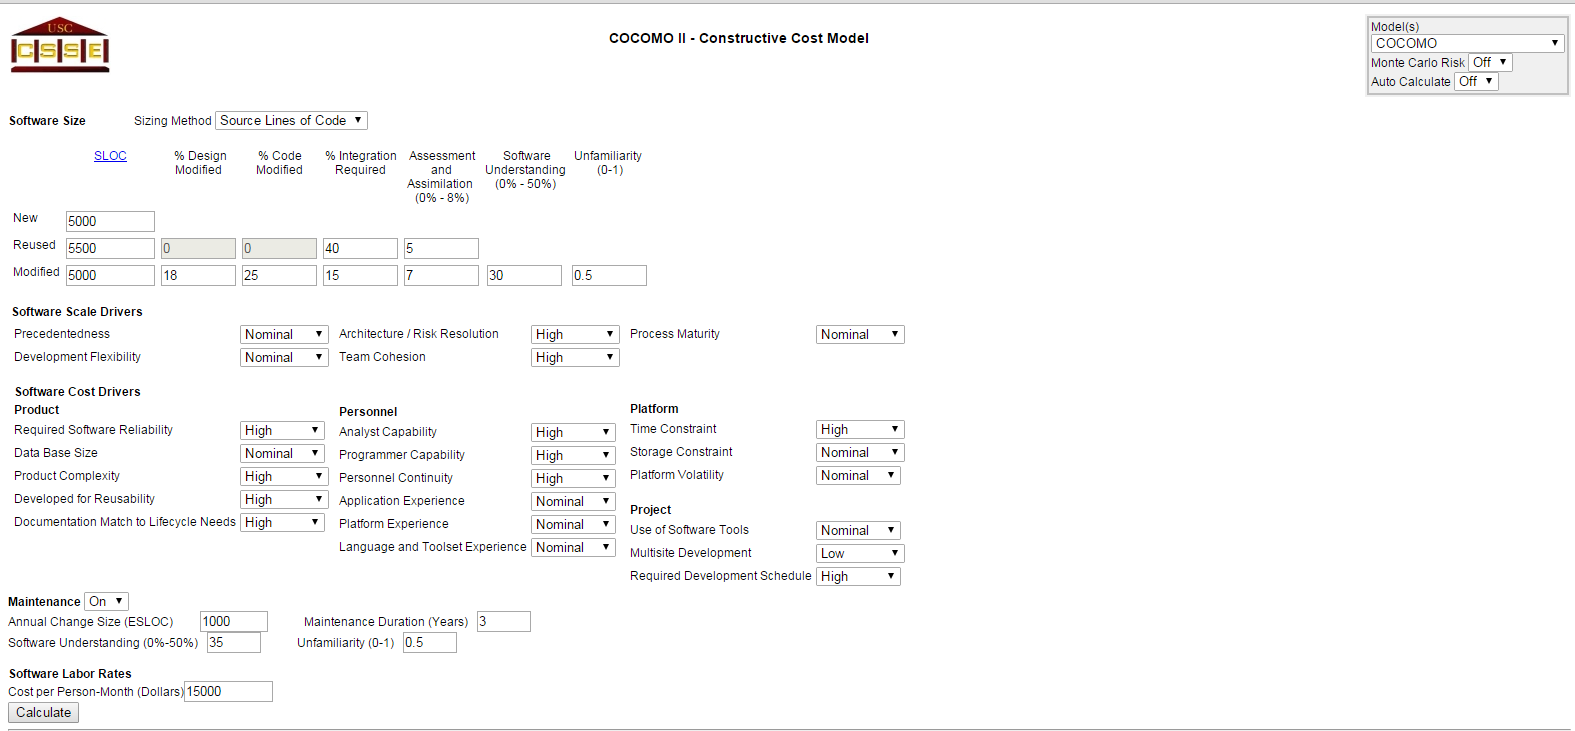 USC
CSSE
COCOMO II - Constructive Cost Model
Model(s)
COCOMO
Monte Carlo Risk Off
Auto Calculate Off
Software Size Sizing Method Source Lines of Code
SLOC % Design Modified % Code Modified % Integration Required Assessment and Assimilation (0% - 8%) Software Understanding (0% - 50%) Unfamiliarity (0-1)
New 5000
Reused 5500 0 0 40 5
Modified 5000 18 25 15 7 30 0.5
Software Scale Drivers
Precedentedness Nominal Architecture / Risk Resolution High Process Maturity Nominal
Development Flexibility Nominal Team Cohesion High
Software Cost Drivers
Product
Required Software Reliability High
Data Base Size Nominal
Product Complexity High
Developed for Reusability High
Documentation Match to Lifecycle Needs High
Personnel
Analyst Capability High
Programmer Capability High
Personnel Continuity High
Application Experience Nominal
Platform Experience Nominal
Language and Toolset Experience Nominal
Platform
Time Constraint High
Storage Constraint Nominal
Platform Volatility Nominal
Project
Use of Software Tools Nominal
Multisite Development Low
Required Development Schedule High
Maintenance On
Annual Change Size (ESLOC) 1000 Maintenance Duration (Years) 3
Software Understanding (0%-50%) 35 Unfamiliarity (0-1) 0.5
Software Labor Rates
Cost per Person-Month (Dollars) 15000
Calculate